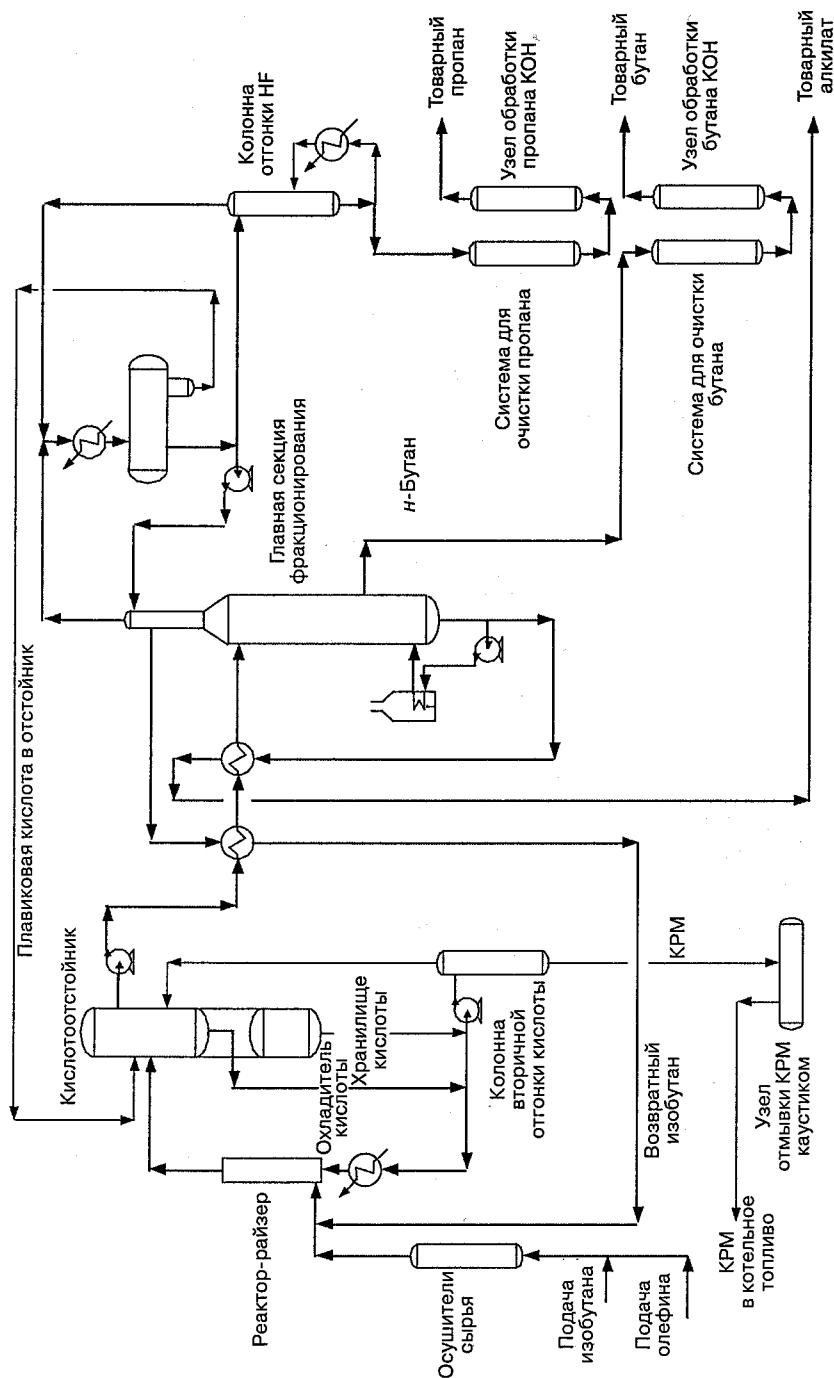 Плавиковая кислота в отстойник
Кислотоотстойник
Реактор-райзер
Охладитель
кислоты
Хранилище
кислоты
Осушители
сырья
Подача
изобутана
Подача
олефина
Колонна
вторичной
отгонки кислоты
Возвратный
изобутан
КРМ
Узел
отмывки КРМ
каустиком
КРМ
в котельное
топливо
Главная секция
фракционирования
н-Бутан
Колонна
отгонки HF
Система для
очистки пропана
Товарный
пропан
Узел обработки
пропана КОН
Система для очистки
бутана
Товарный
бутан
Узел обработки
бутана КОН
Товарный
алкилат